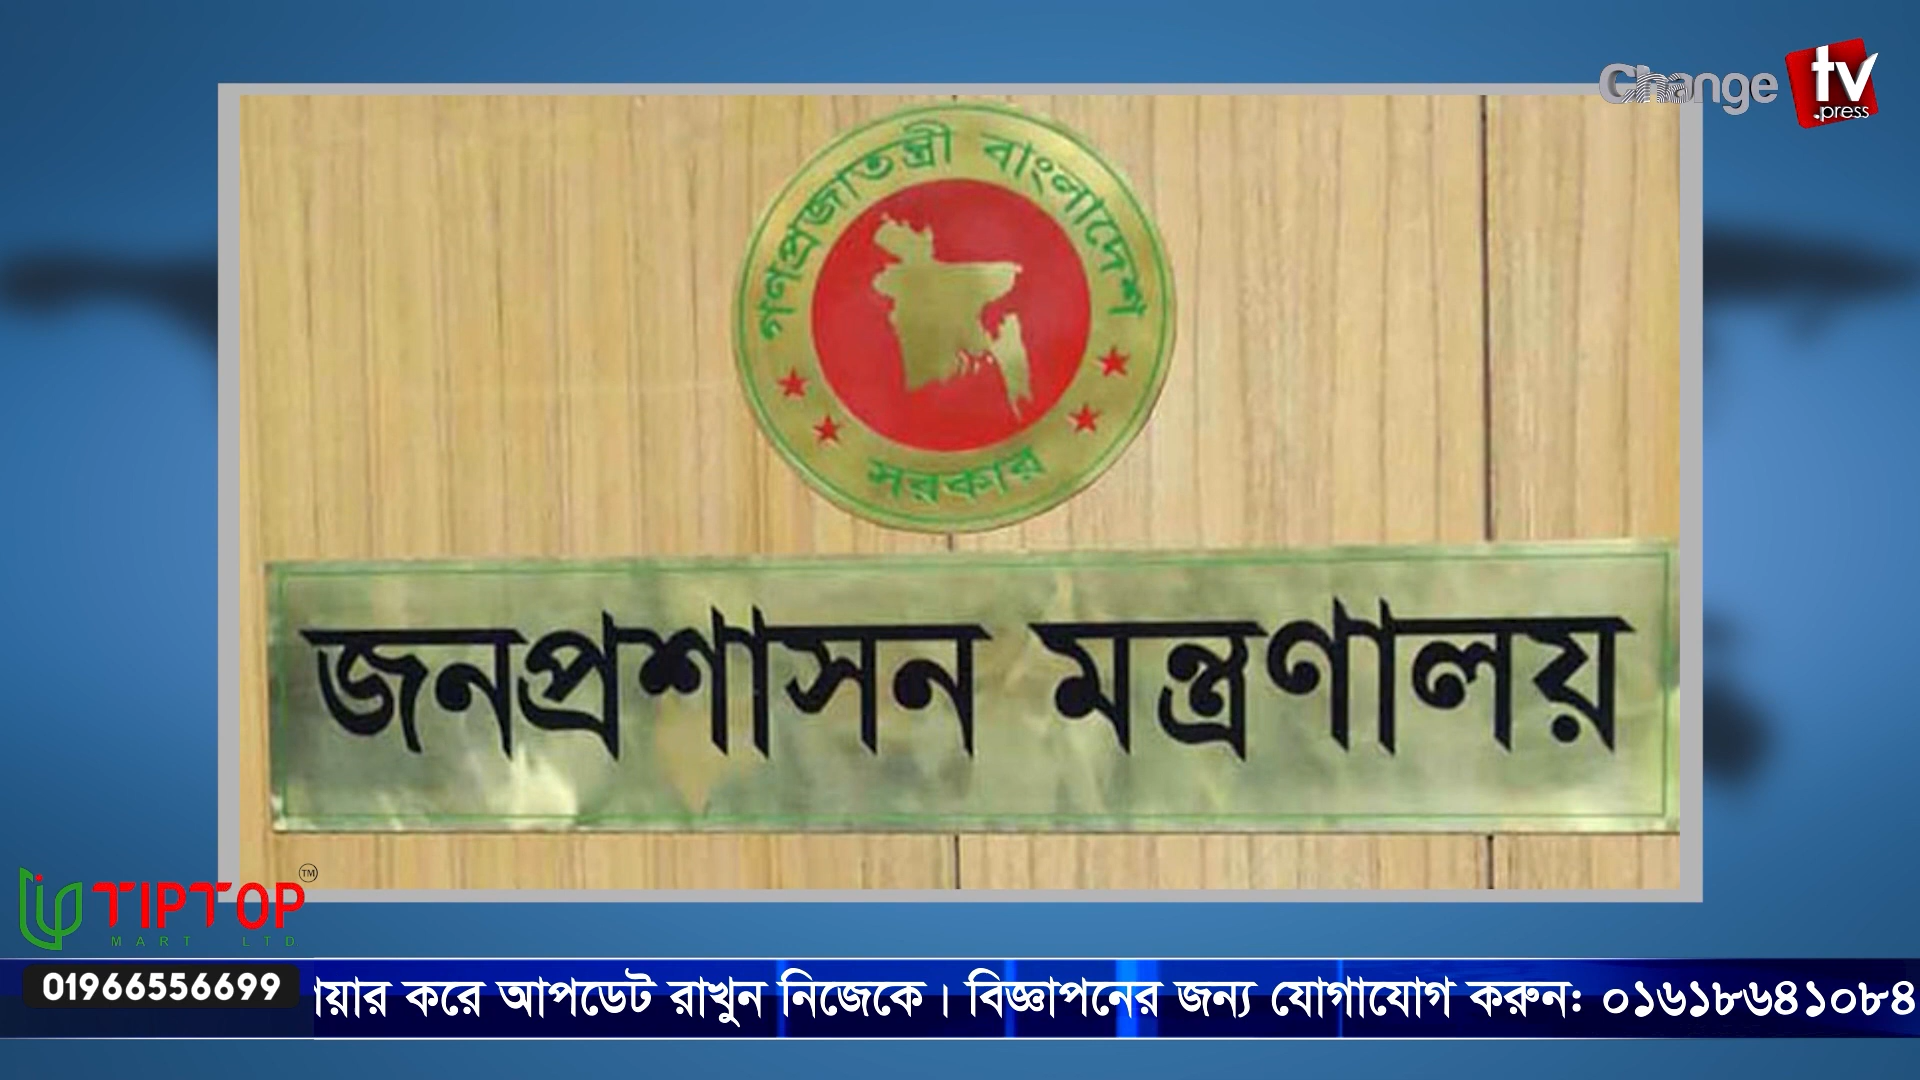 Change tv
.press
গণপ্রজাতন্ত্রী বাংলাদেশ
সরকার
জনপ্রশাসন মন্ত্রণালয়
TIPTOP TM
MART LTD
01966556699
করে আপডেট রাখুন নিজেকে। বিজ্ঞাপনের জন্য যোগাযোগ করুন: ০১৬১৮৬৪১০৮৪